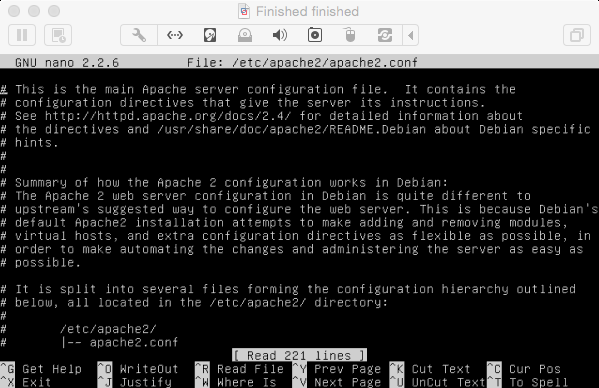 Finished finished
GNU nano 2.2.6 File: /etc/apache2/apache2.conf
# This is the main Apache server configuration file.  It contains the
# configuration directives that give the server its instructions.
# See http://httpd.apache.org/docs/2.4/ for detailed information about
# the directives and /usr/share/doc/apache2/README.Debian about Debian specific
# hints.
#
#
# Summary of how the Apache 2 configuration works in Debian:
# The Apache 2 web server configuration in Debian is quite different to
# upstream's suggested way to configure the web server. This is because Debian's
# default Apache2 installation attempts to make adding and removing modules,
# virtual hosts, and extra configuration directives as flexible as possible, in
# order to make automating the changes and administering the server as easy as
# possible.

# It is split into several files forming the configuration hierarchy outlined
# below, all located in the /etc/apache2/ directory:
#
#       /etc/apache2/
#       |-- apache2.conf
[ Read 221 lines ]
^G Get Help ^O WriteOut ^R Read File ^Y Prev Page ^K Cut Text ^C Cur Pos
^X Exit ^J Justify ^W Where Is ^V Next Page ^U UnCut Text ^T To Spell